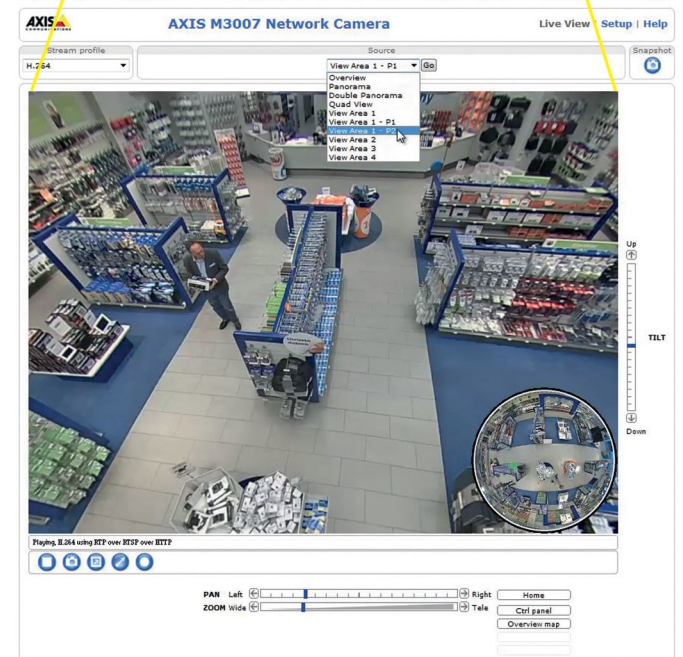 AXIS
COMMUNICATIONS
AXIS M3007 Network Camera
Live View | Setup | Help
Stream profile
Source
Snapshot
H.264
View Area 1 - P1
Go
Overview
Panorama
Double Panorama
Quad View
View Area 1
View Area 1 - P1
View Area 1 - P2
View Area 2
View Area 3
View Area 4
Up
TILT
Down
Playing, H.264 using RTP over RTSP over HTTP
PAN Left Right
Home
ZOOM Wide Tele
Ctrl panel
Overview map